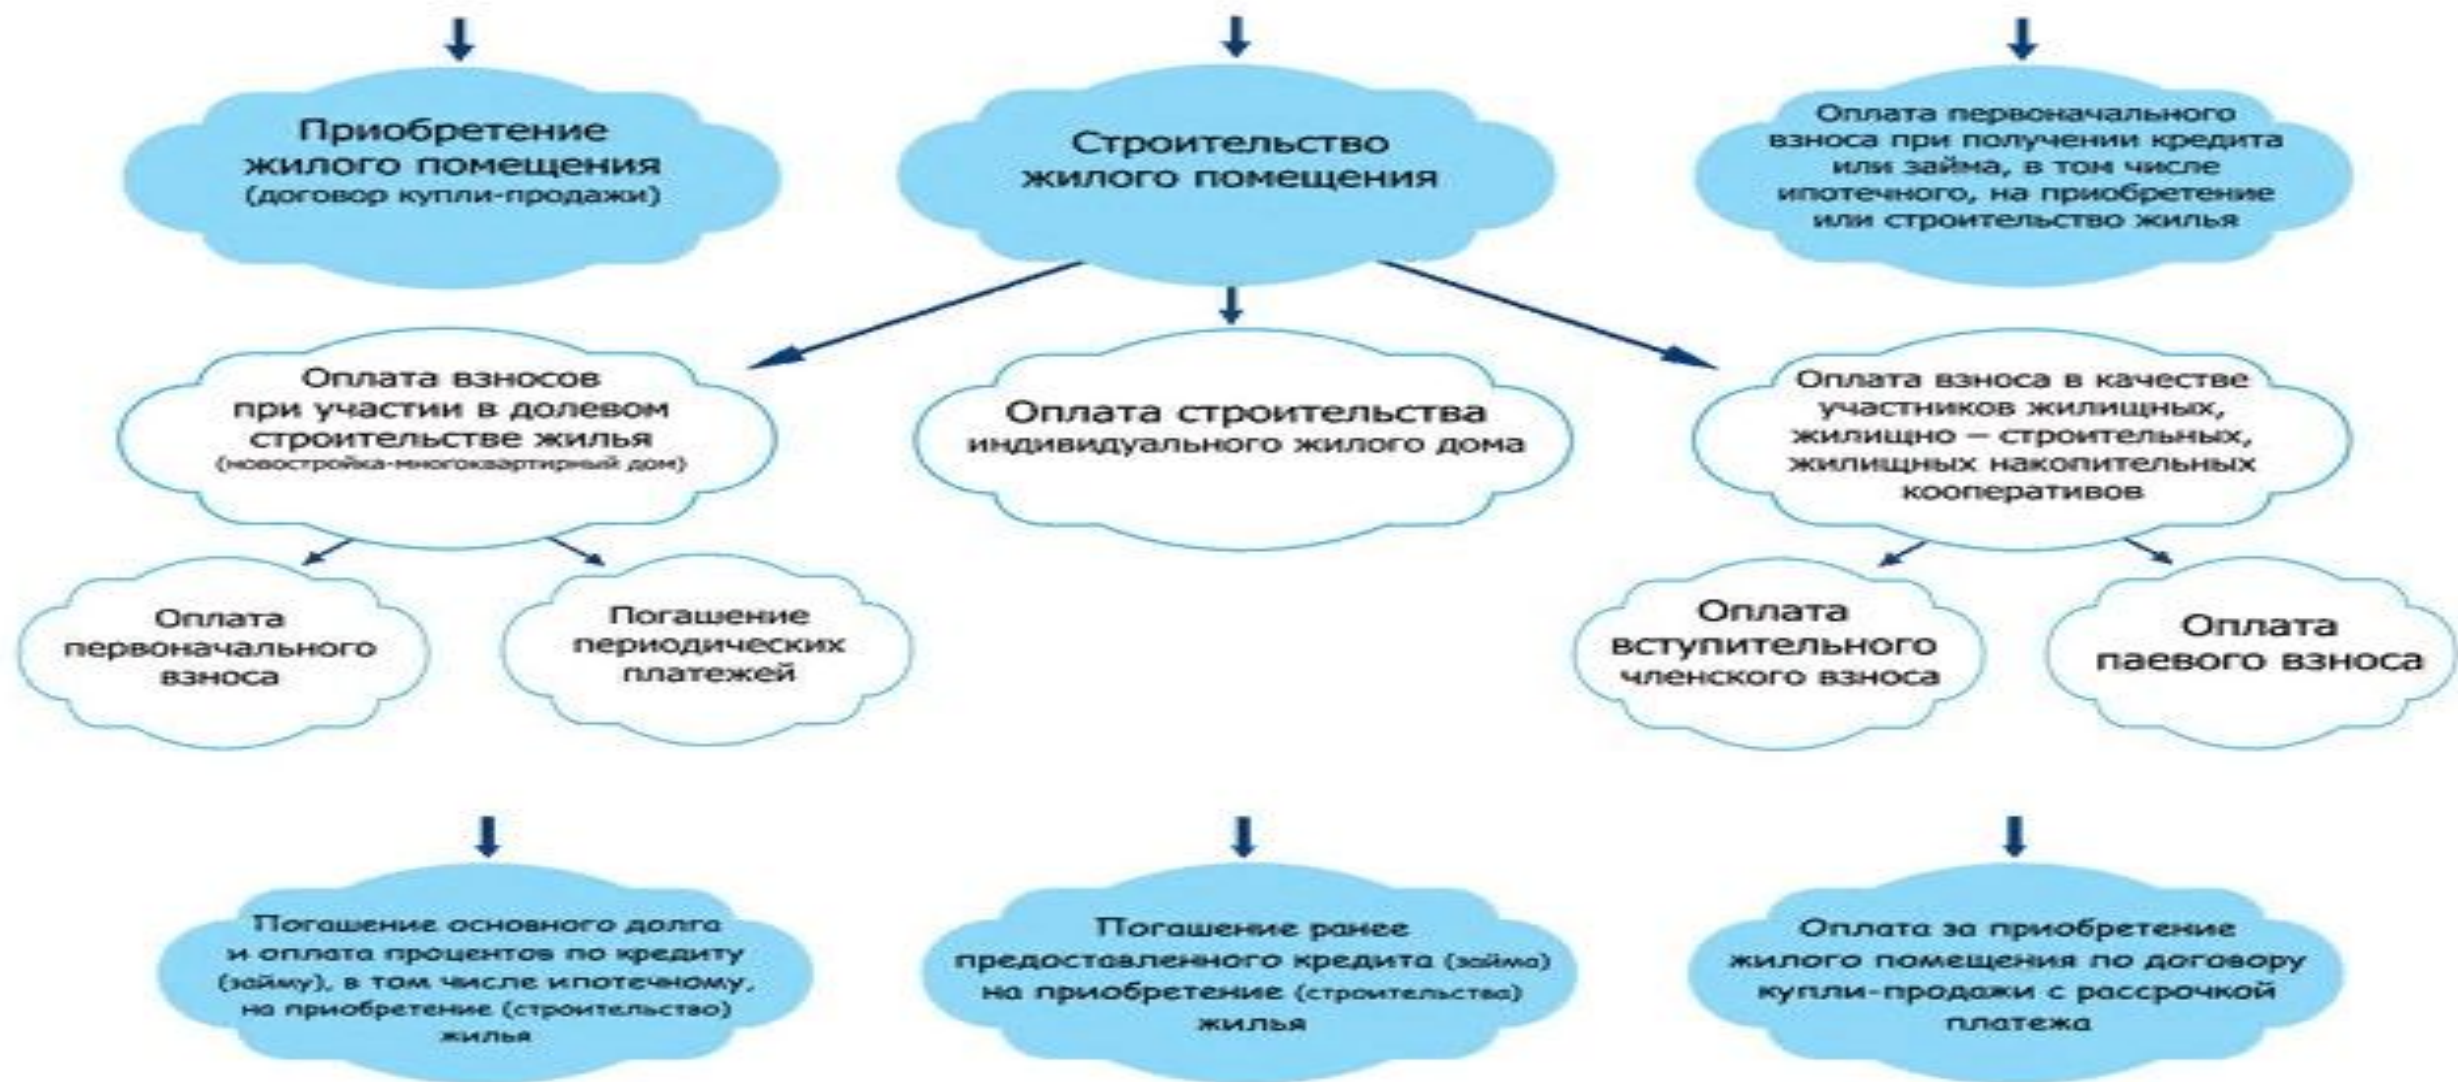 Приобретение
жилого помещения
(договор купли-продажи)
Строительство
жилого помещения
Оплата первоначального
взноса при получении кредита
или займа, в том числе
ипотечного, на приобретение
или строительство жилья
Оплата взносов
при участии в долевом
строительстве жилья
(новостройка-многоквартирный дом)
Оплата строительства
индивидуального жилого дома
Оплата взноса в качестве
участников жилищных,
жилищно – строительных,
жилищных накопительных
кооперативов
Оплата
первоначального
взноса
Погашение
периодических
платежей
Оплата
вступительного
членского взноса
Оплата
паевого взноса
Погашение основного долга
и оплата процентов по кредиту
(займу), в том числе ипотечному,
на приобретение (строительство)
жилья
Погашение ранее
предоставленного кредита (займа)
на приобретение (строительства)
жилья
Оплата за приобретение
жилого помещения по договору
купли-продажи с рассрочкой
платежа